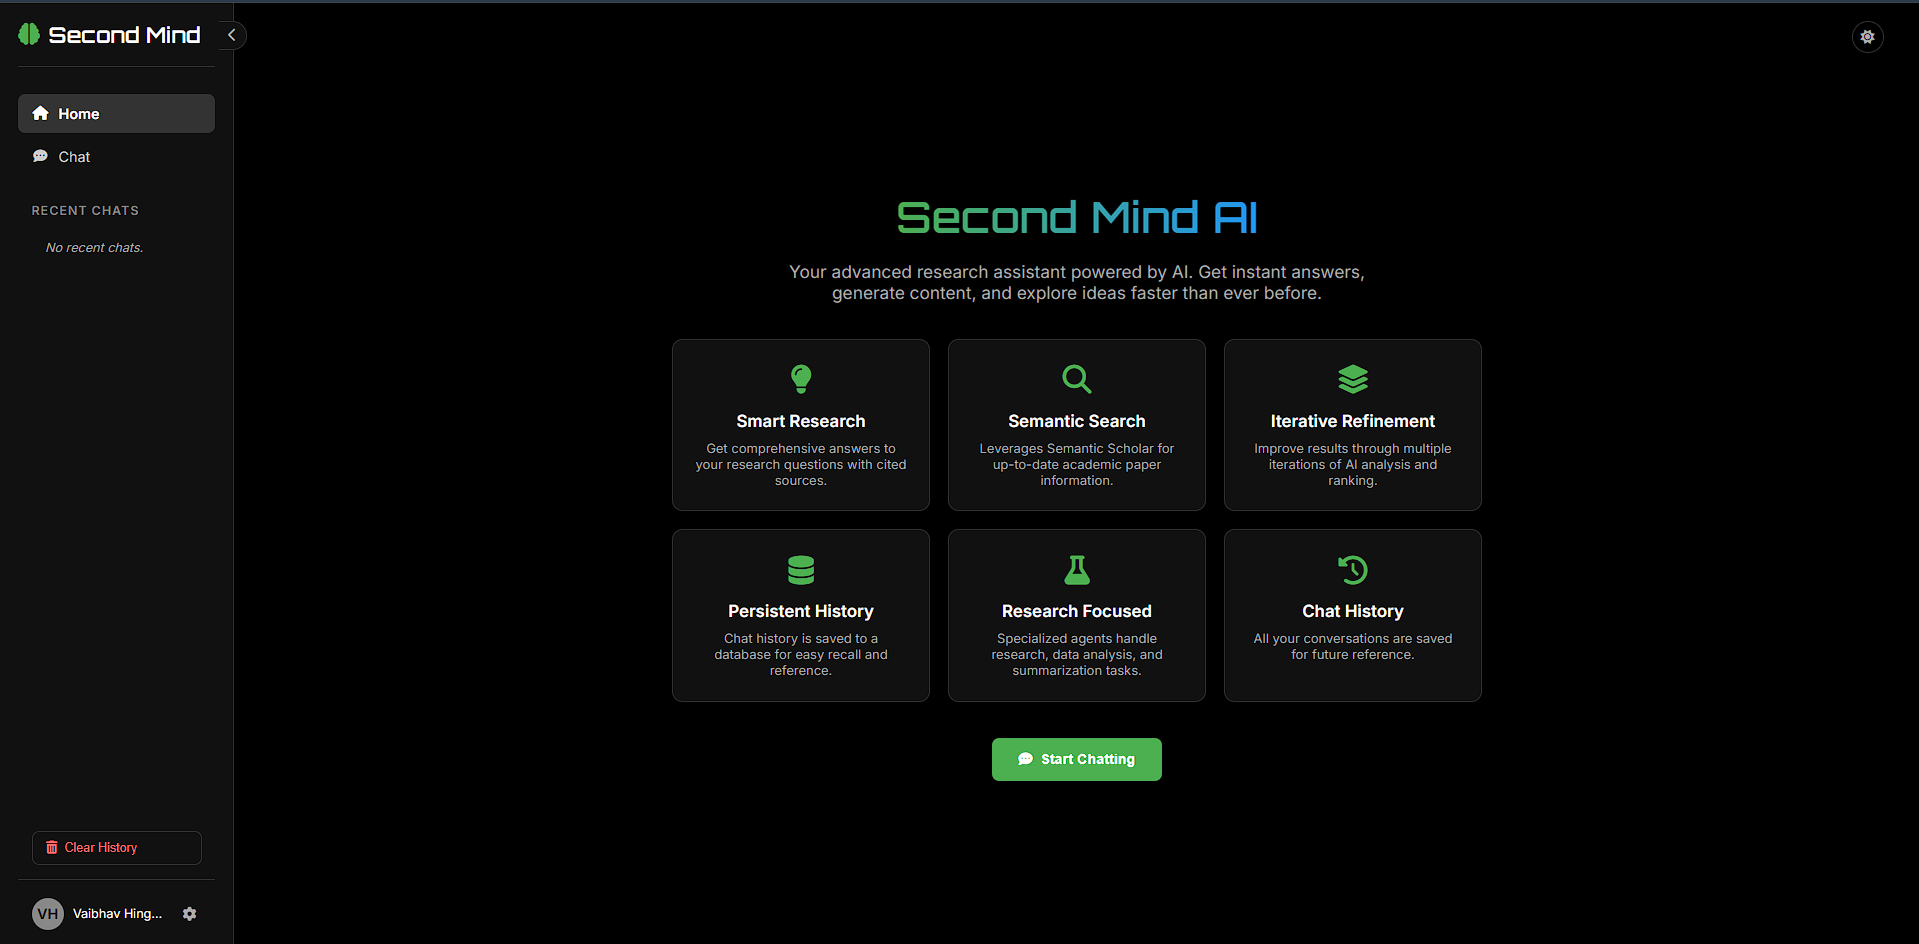 Second Mind
Home
Chat
RECENT CHATS
No recent chats.
Clear History
VH
Vaibhav Hing...
Second Mind AI
Your advanced research assistant powered by AI. Get instant answers,
generate content, and explore ideas faster than ever before.
Smart Research
Get comprehensive answers to
your research questions with cited
sources.
Semantic Search
Leverages Semantic Scholar for
up-to-date academic paper
information.
Iterative Refinement
Improve results through multiple
iterations of AI analysis and
ranking.
Persistent History
Chat history is saved to a
database for easy recall and
reference.
Research Focused
Specialized agents handle
research, data analysis, and
summarization tasks.
Chat History
All your conversations are saved
for future reference.
Start Chatting